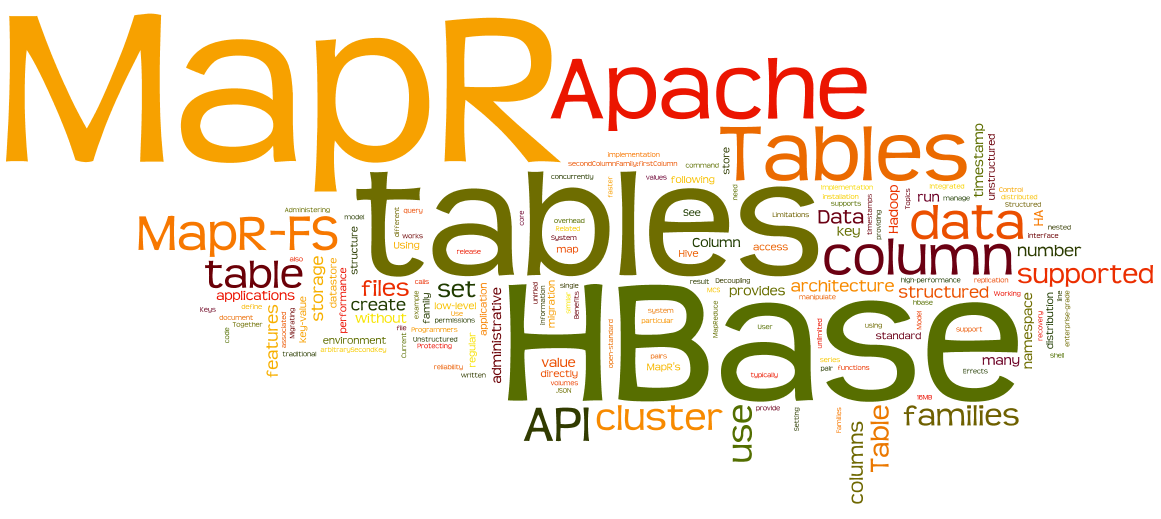 MapR
Apache
Tables
tables
HBase
MapR-FS
table
data
column
supported
Data
number
files
set
create
applications
storage
features
API
cluster
use
families
Table
columns
architecture
structured
provides
key
run
Hadoop
timestamp
unstructured
HA
many
namespace
distribution
standard
administrative
application
value
directly
without
environment
performance
datastore
key-value
structure
Implementation
secondColumnFamily:firstColumn
command
store
concurrently
values
following
faster
need
Implementation
Installation
supports
timestamps
providing
Topics
Integrated
manage
Control
distributed
Structured
nested
Interface
Administering
model
different
query
works
Using
core
overhead
Related
System
map
See
Limitations
Column
access
Hive
release
also
calls
example
family
low-level
Use
permissions
Programmers
file
Current
Unstructured
Protecting
regular
reliability
written
Keys
define
document
Together
code
associated
Migrating
traditional
arbitrarySecondKey
unified
Information
migration
single
Benefits
volumes
JSON
open-standard
system
particular
pairs
MapR's
result
Decoupling
MCS
MapReduce
User
typically
provide
Setting
manipulate
high-performance
replication
Working
hbase
using
Model
support
unlimited
series
pair
functions
Effects
16MB
Families
recovery
line
enterprise-grade
shell